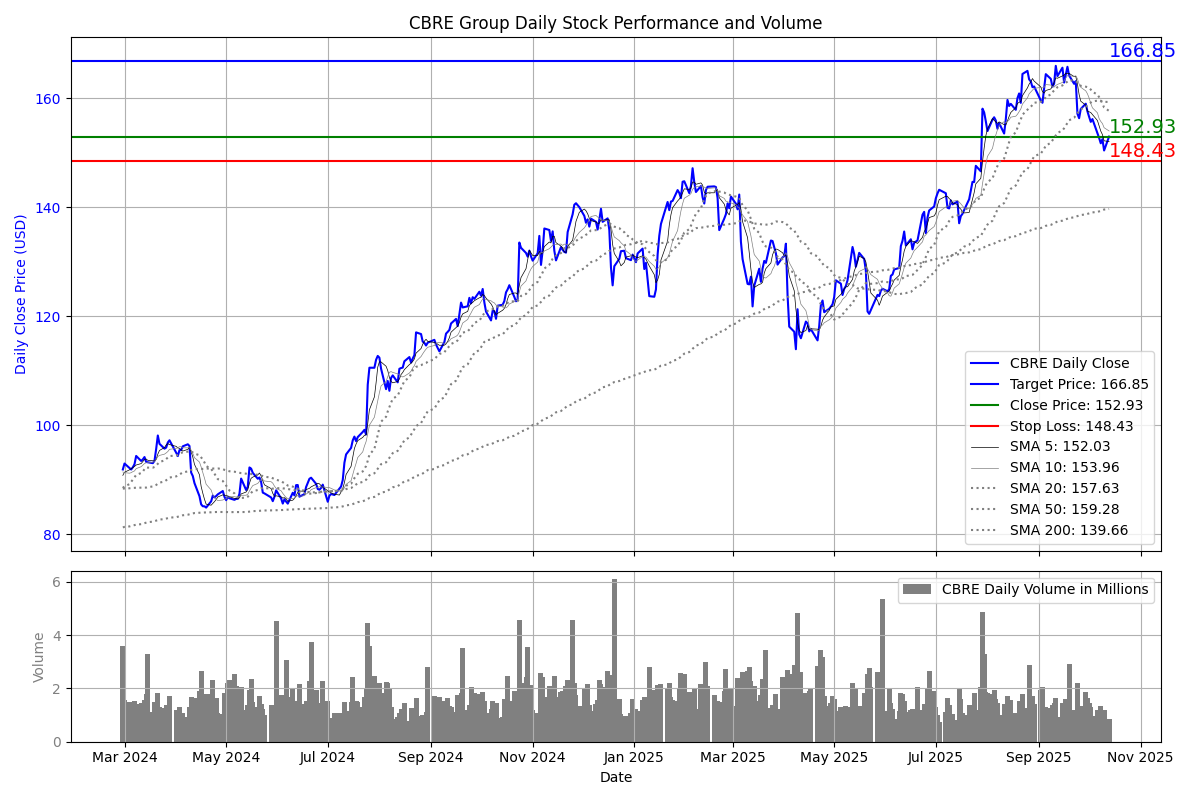 CBRE Group Daily Stock Performance and Volume
166.85
160
152.93
148.43
140
120
100
80
Daily Close Price (USD)
CBRE Daily Close
Target Price: 166.85
Close Price: 152.93
Stop Loss: 148.43
SMA 5: 152.03
SMA 10: 153.96
SMA 20: 157.63
SMA 50: 159.28
SMA 200: 139.66
CBRE Daily Volume in Millions
6
4
2
0
Volume
Mar 2024 May 2024 Jul 2024 Sep 2024 Nov 2024 Jan 2025 Mar 2025 May 2025 Jul 2025 Sep 2025 Nov 2025
Date